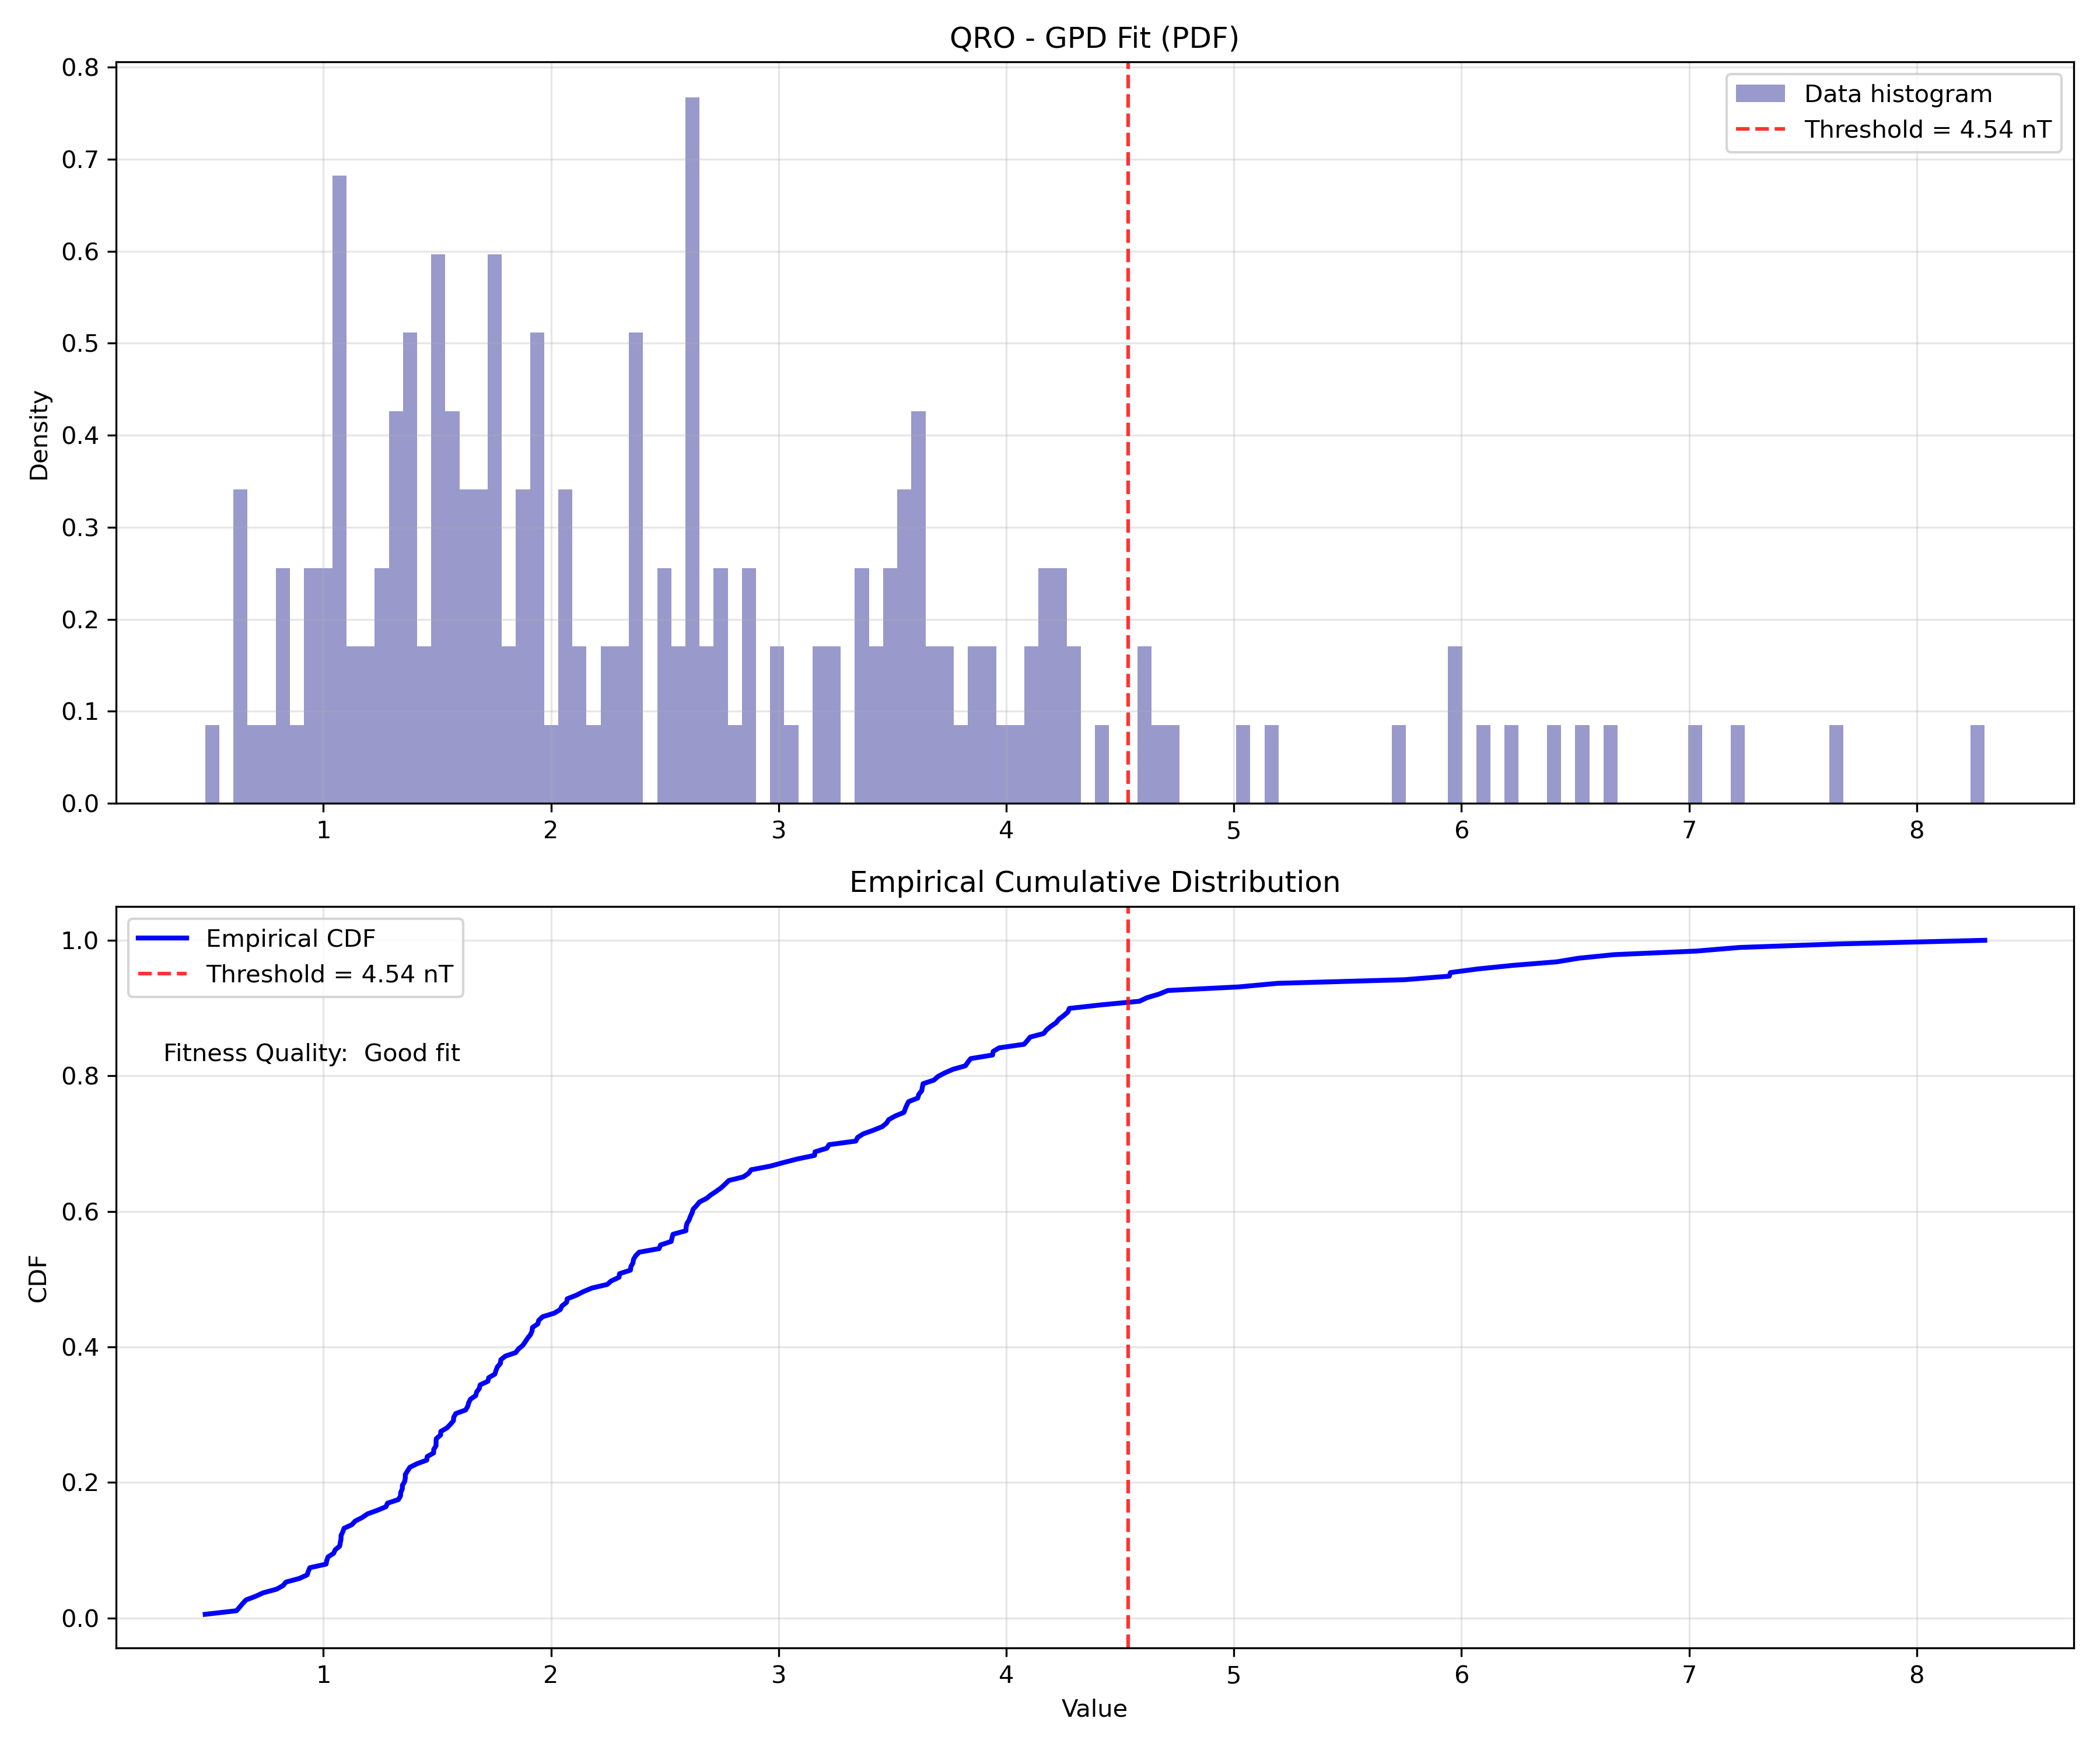 QRO - GPD Fit (PDF)
0.8
0.7
0.6
0.5
0.4
0.3
0.2
0.1
0.0
Density
Data histogram
Threshold = 4.54 nT
1 2 3 4 5 6 7 8
Empirical Cumulative Distribution
1.0
0.8
0.6
0.4
0.2
0.0
CDF
Empirical CDF
Threshold = 4.54 nT
Fitness Quality:  Good fit
1 2 3 4 5 6 7 8
Value